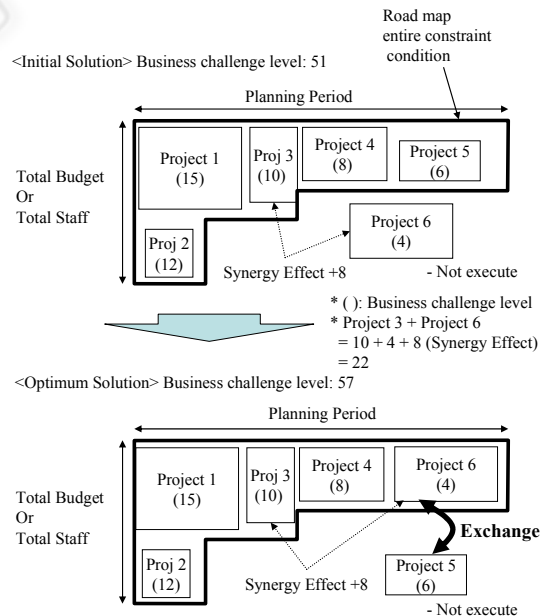 Road map
entire constraint
condition
<Initial Solution> Business challenge level: 51
Planning Period
Project 1
(15)
Proj 3
(10)
Project 4
(8)
Project 5
(6)
Total Budget
Or
Total Staff
Proj 2
(12)
Project 6
(4)
Synergy Effect +8
- Not execute
* ( ): Business challenge level
* Project 3 + Project 6
= 10 + 4 + 8 (Synergy Effect)
= 22
<Optimum Solution> Business challenge level: 57
Planning Period
Project 1
(15)
Proj 3
(10)
Project 4
(8)
Project 6
(4)
Total Budget
Or
Total Staff
Exchange
Proj 2
(12)
Synergy Effect +8
Project 5
(6)
- Not execute